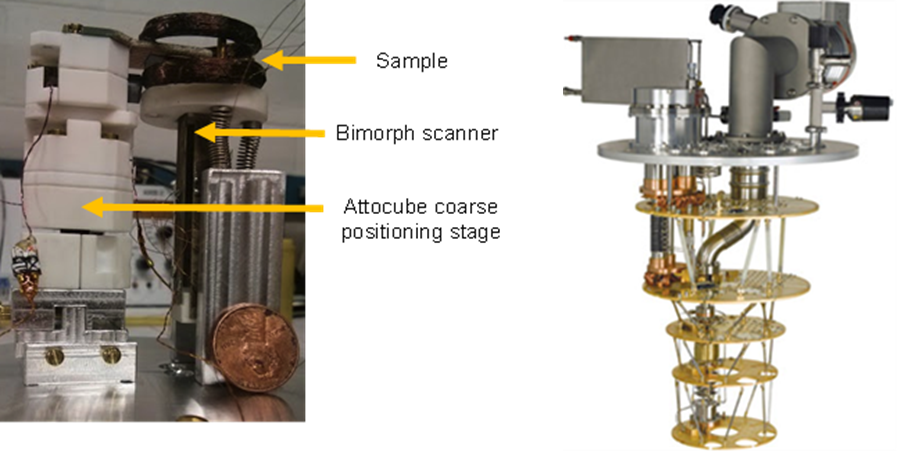 Sample
Bimorph scanner
Attocube coarse
positioning stage